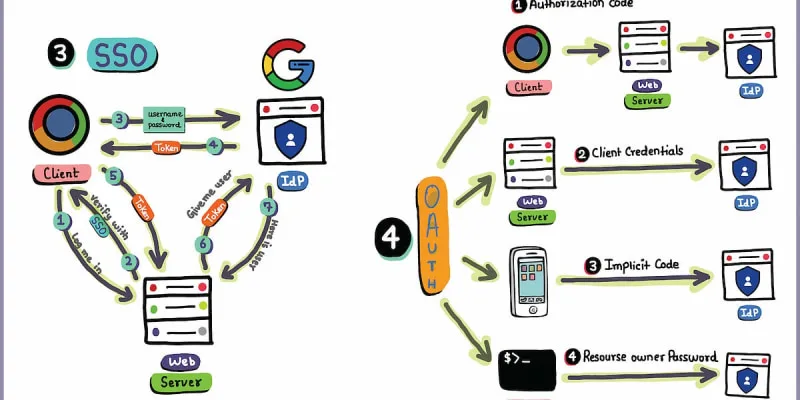 3 SSO
G
3 username & password
Token 4
Client
IdP
5 Token
1 Log me in
Verify with SSO 2
Give me user
Token
6
7 Here is user
Web
Server
4 OAUTH
1 Authorization Code
Client
Web
Server
IdP
2 Client Credentials
Web
Server
IdP
3 Implicit Code
IdP
$>_
4 Resourse owner Password